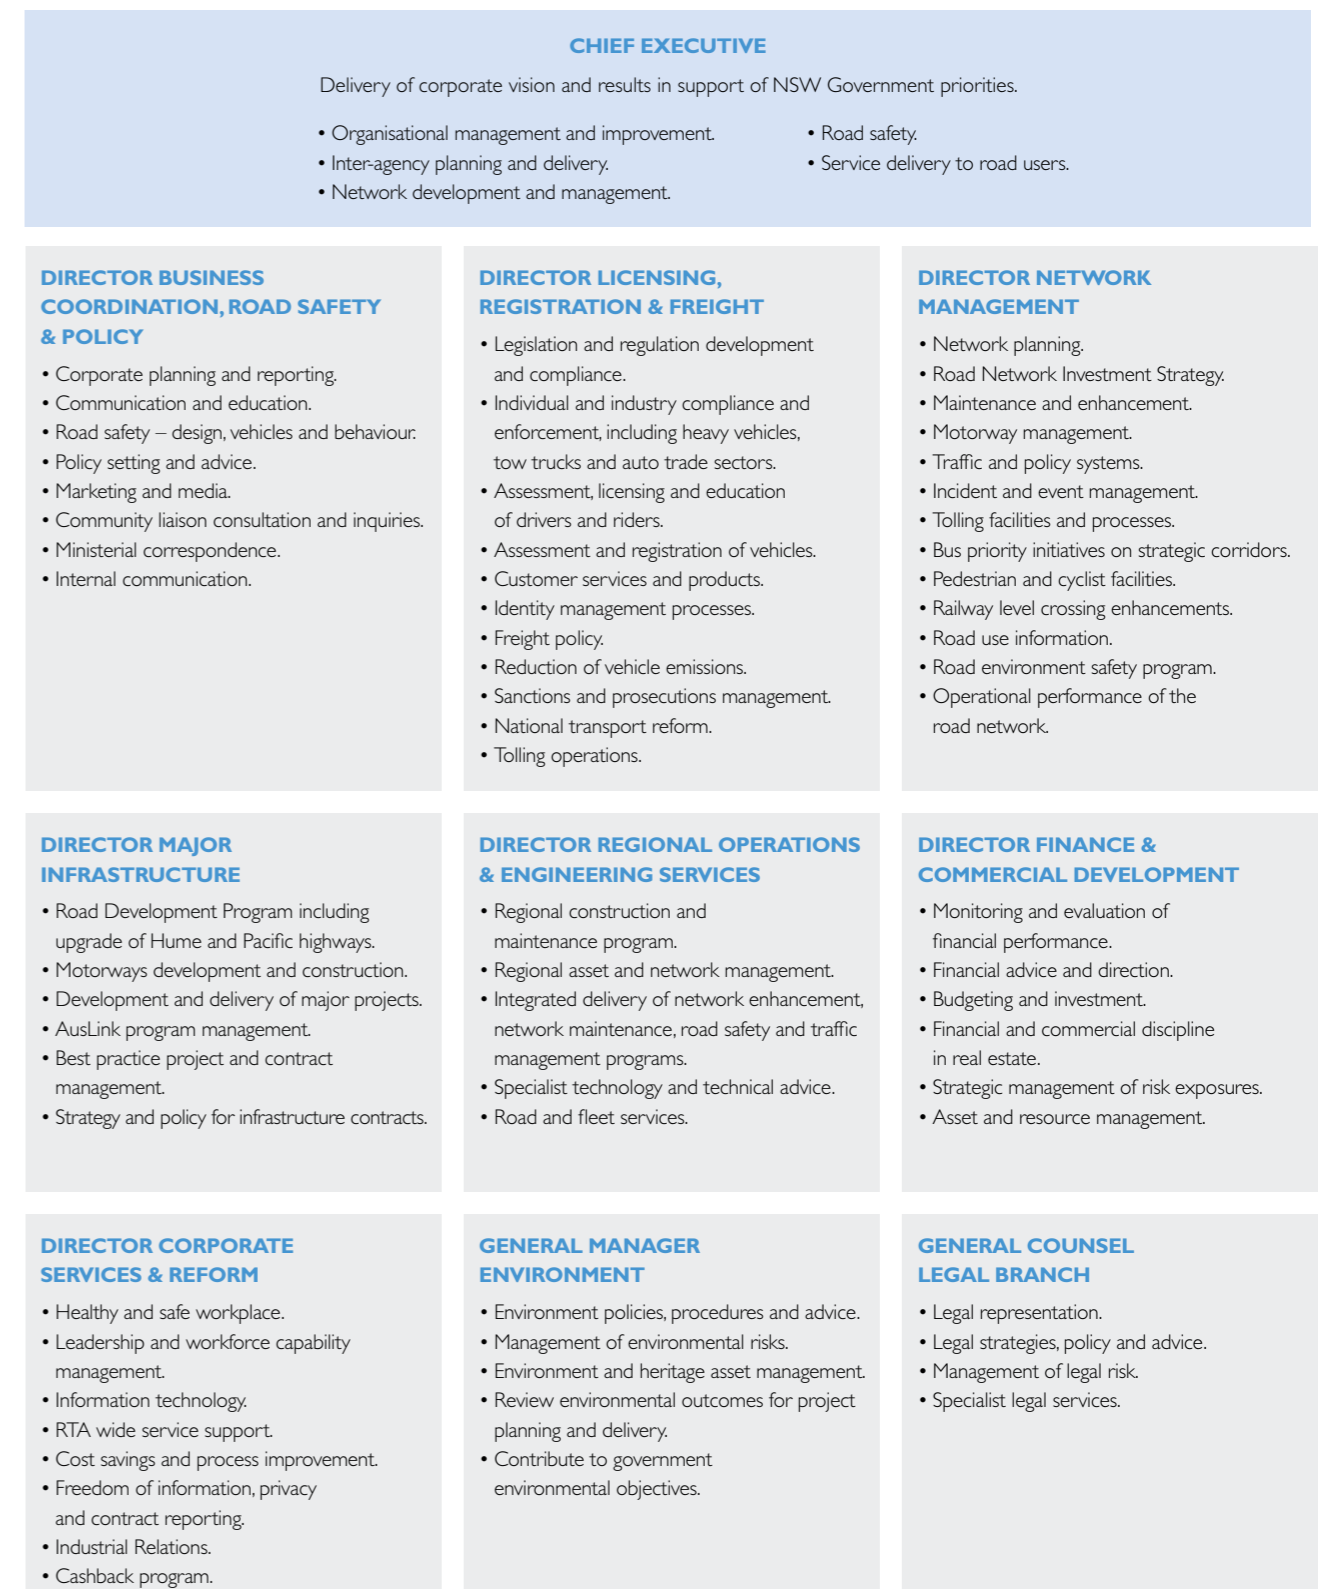 CHIEF EXECUTIVE
Delivery of corporate vision and results in support of NSW Government priorities.
• Organisational management and improvement.
• Inter-agency planning and delivery.
• Network development and management.
• Road safety.
• Service delivery to road users.
DIRECTOR BUSINESS
COORDINATION, ROAD SAFETY
& POLICY
• Corporate planning and reporting.
• Communication and education.
• Road safety – design, vehicles and behaviour.
• Policy setting and advice.
• Marketing and media.
• Community liaison consultation and inquiries.
• Ministerial correspondence.
• Internal communication.
DIRECTOR LICENSING,
REGISTRATION & FREIGHT
• Legislation and regulation development
and compliance.
• Individual and industry compliance and
enforcement, including heavy vehicles,
tow trucks and auto trade sectors.
• Assessment, licensing and education
of drivers and riders.
• Assessment and registration of vehicles.
• Customer services and products.
• Identity management processes.
• Freight policy.
• Reduction of vehicle emissions.
• Sanctions and prosecutions management.
• National transport reform.
• Tolling operations.
DIRECTOR NETWORK
MANAGEMENT
• Network planning.
• Road Network Investment Strategy.
• Maintenance and enhancement.
• Motorway management.
• Traffic and policy systems.
• Incident and event management.
• Tolling facilities and processes.
• Bus priority initiatives on strategic corridors.
• Pedestrian and cyclist facilities.
• Railway level crossing enhancements.
• Road use information.
• Road environment safety program.
• Operational performance of the
road network.
DIRECTOR MAJOR
INFRASTRUCTURE
• Road Development Program including
upgrade of Hume and Pacific highways.
• Motorways development and construction.
• Development and delivery of major projects.
• AusLink program management.
• Best practice project and contract
management.
• Strategy and policy for infrastructure contracts.
DIRECTOR REGIONAL OPERATIONS
& ENGINEERING SERVICES
• Regional construction and
maintenance program.
• Regional asset and network management.
• Integrated delivery of network enhancement,
network maintenance, road safety and traffic
management programs.
• Specialist technology and technical advice.
• Road and fleet services.
DIRECTOR FINANCE &
COMMERCIAL DEVELOPMENT
• Monitoring and evaluation of
financial performance.
• Financial advice and direction.
• Budgeting and investment.
• Financial and commercial discipline
in real estate.
• Strategic management of risk exposures.
• Asset and resource management.
DIRECTOR CORPORATE
SERVICES & REFORM
• Healthy and safe workplace.
• Leadership and workforce capability
management.
• Information technology.
• RTA wide service support.
• Cost savings and process improvement.
• Freedom of information, privacy
and contract reporting.
• Industrial Relations.
• Cashback program.
GENERAL MANAGER
ENVIRONMENT
• Environment policies, procedures and advice.
• Management of environmental risks.
• Environment and heritage asset management.
• Review environmental outcomes for project
planning and delivery.
• Contribute to government
environmental objectives.
GENERAL COUNSEL
LEGAL BRANCH
• Legal representation.
• Legal strategies, policy and advice.
• Management of legal risk.
• Specialist legal services.